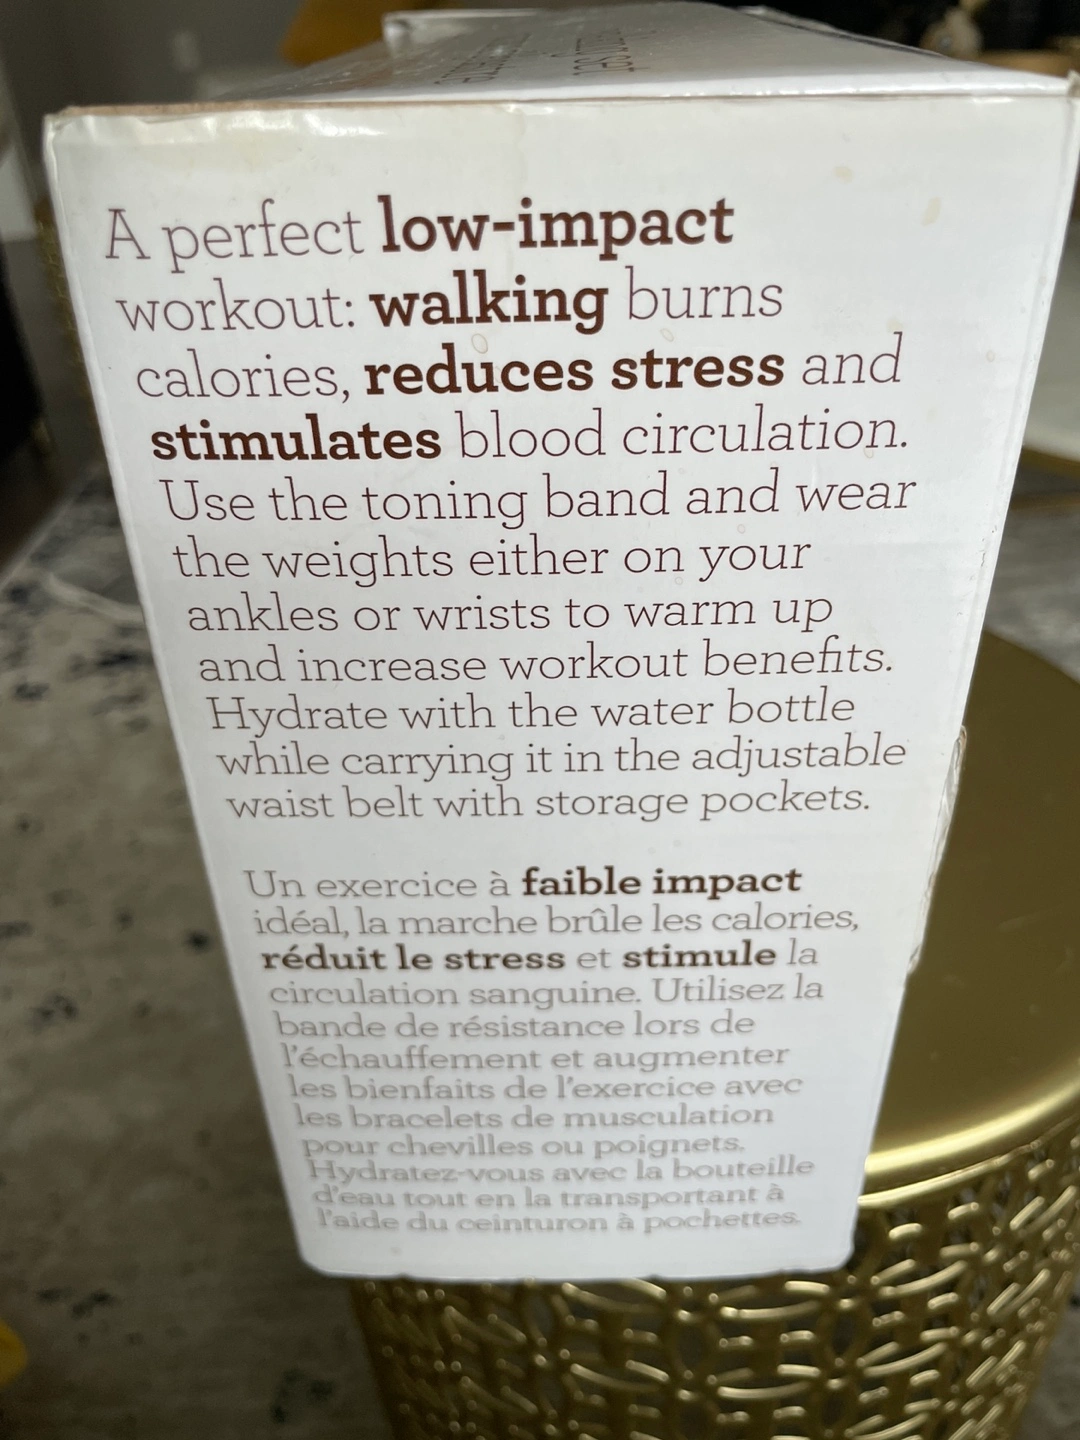 A perfect low-impact
workout: walking burns
calories, reduces stress and
stimulates blood circulation.
Use the toning band and wear
the weights either on your
ankles or wrists to warm up
and increase workout benefits.
Hydrate with the water bottle
while carrying it in the adjustable
waist belt with storage pockets.
Un exercice à faible impact
idéal, la marche brûle les calories,
réduit le stress et stimule la
circulation sanguine. Utilisez la
bande de résistance lors de
l'échauffement et augmenter
les bienfaits de l'exercice avec
les bracelets de musculation
pour chevilles ou poignets.
Hydratez-vous avec la bouteille
d'eau tout en la transportant à
l'aide du ceinturon à pochettes.